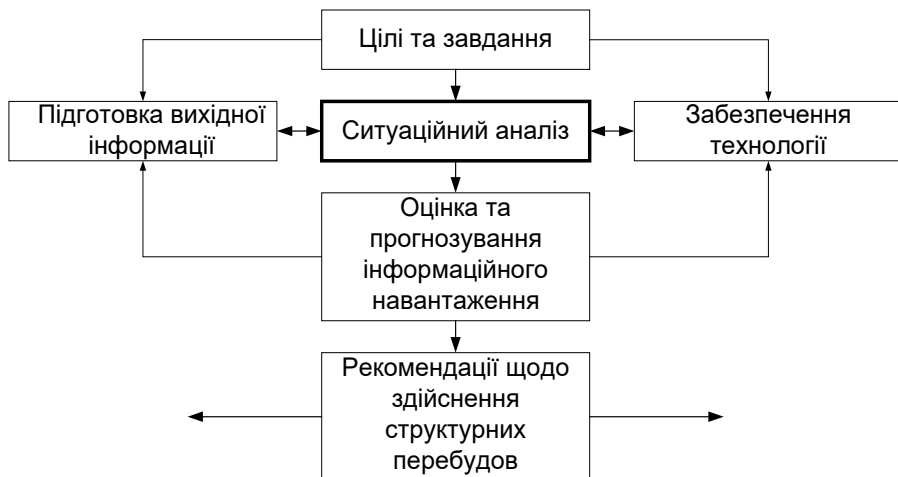 Цілі та завдання
Підготовка вихідної
інформації
Ситуаційний аналіз
Забезпечення
технології
Оцінка та
прогнозування
інформаційного
навантаження
Рекомендації щодо
здійснення
структурних
перебудов